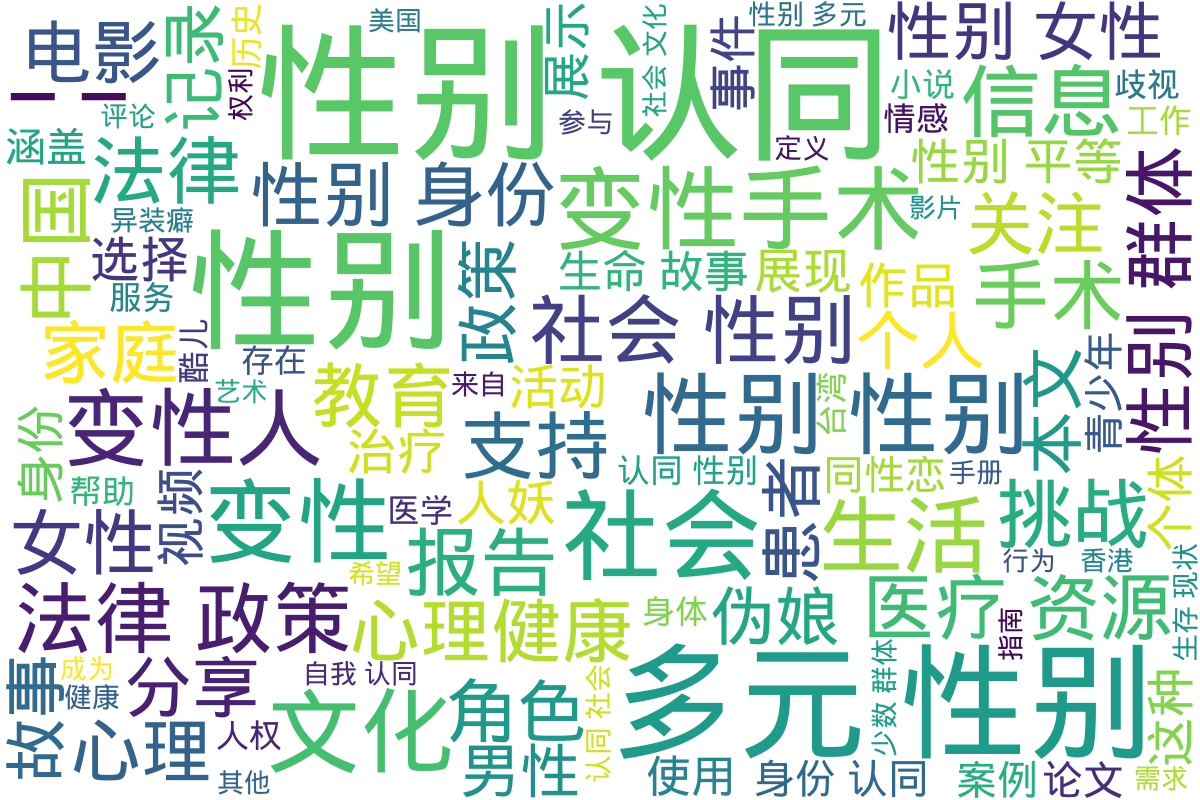 电影
记录
历史
美国
性别 认同
展示
社会 文化
事件
性别 多元
性别 女性
权利
小说
信息
歧视
涵盖
评论
法律
参与
情感
工作
定义
性别 平等
中国
异装癖
性别 身份
变性手术
影片
关注
性别 群体
选择
服务
性别
政策
生命 故事
展现
作品
手术
家庭
酷儿
存在
社会 性别
个人
艺术
教育
来自
活动
性别 性别
台湾
本文
青少年
身份
变性人
治疗
支持
帮助
视频
认同 性别
患者
同性恋
手册
挑战
个体
女性
变性
医学
人妖
社会
生活
报告
行为
香港
生存 现状
法律 政策
希望
心理健康
身体
伪娘
医疗 资源
指南
故事
成为
健康
分享
自我 认同
文化
角色
认同 社会
多元 性别
少数 群体
这种
故心理
人权
其他
男性
使用
身份 认同
案例
论文
需求